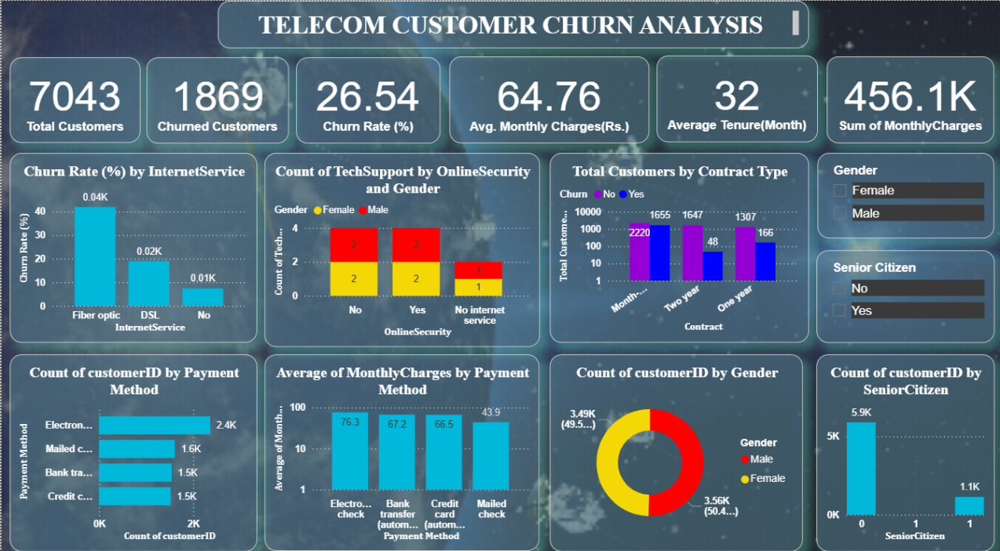 TELECOM CUSTOMER CHURN ANALYSIS
7043
Total Customers
1869
Churned Customers
26.54
Churn Rate (%)
64.76
Avg. Monthly Charges(Rs.)
32
Average Tenure(Month)
456.1K
Sum of MonthlyCharges
Churn Rate (%) by InternetService
Churn Rate (%)
40
30
20
10
0
0.04K
0.02K
0.01K
Fiber optic
DSL
No
InternetService
Count of TechSupport by OnlineSecurity
and Gender
Gender Female Male
Count of Tech...
4
2
0
2
2
2
2
1
1
No
Yes
No internet
service
OnlineSecurity
Total Customers by Contract Type
Churn No Yes
Total Custome...
10000
1000
100
10
1
2220
1655
1647
48
1307
166
Month-...
Two year
One year
Contract
Gender
Female
Male
Senior Citizen
No
Yes
Count of customerID by Payment
Method
Payment Method
Electron...
2.4K
Mailed c...
1.6K
Bank tra...
1.5K
Credit c...
1.5K
0K
2K
Count of customerID
Average of MonthlyCharges by Payment
Method
Average of Month...
100
10
1
76.3
67.2
66.5
43.9
Electro...
check
Bank
transfer
(autom...
Credit
card
(autom...
Mailed
check
Payment Method
Count of customerID by Gender
3.49K
(49.5...)
3.56K
(50.4...)
Gender
Male
Female
Count of customerID by
SeniorCitizen
5K
0K
5.9K
1.1K
0
1
1
SeniorCitizen